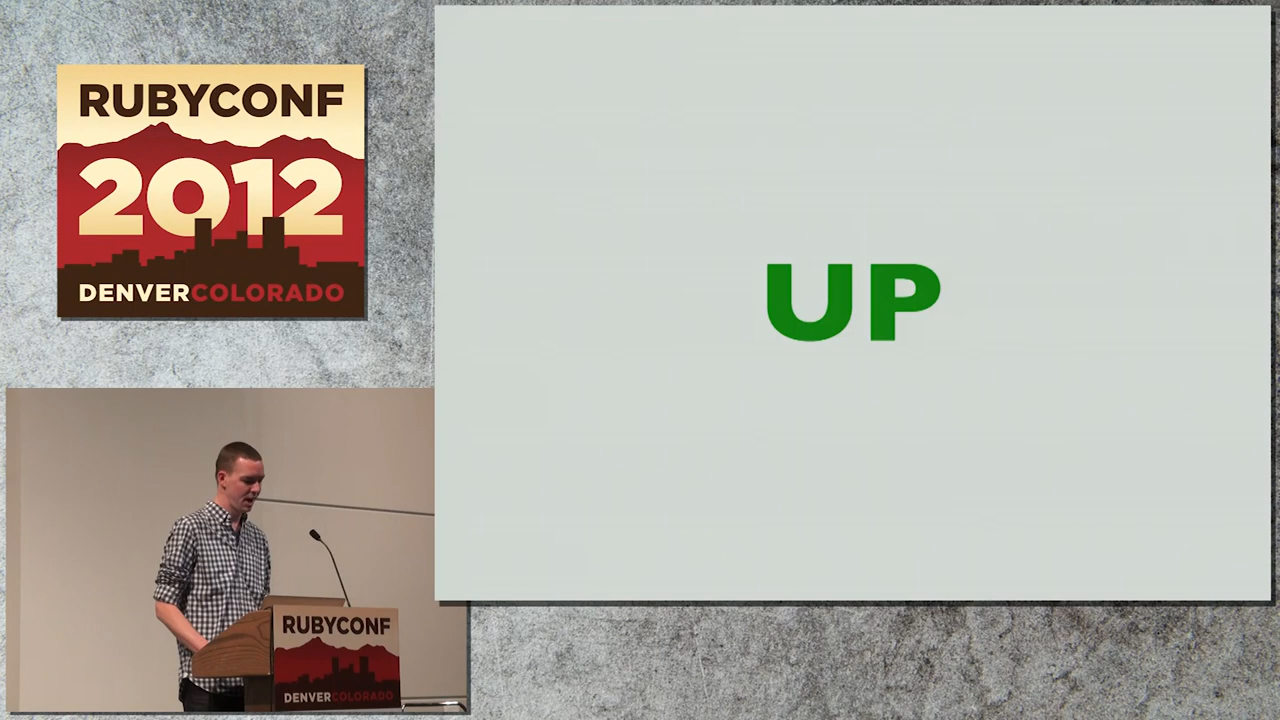 RUBYCONF
2012
DENVERCOLORADO
UP
RUBYCONF
DENVERCOLORADO